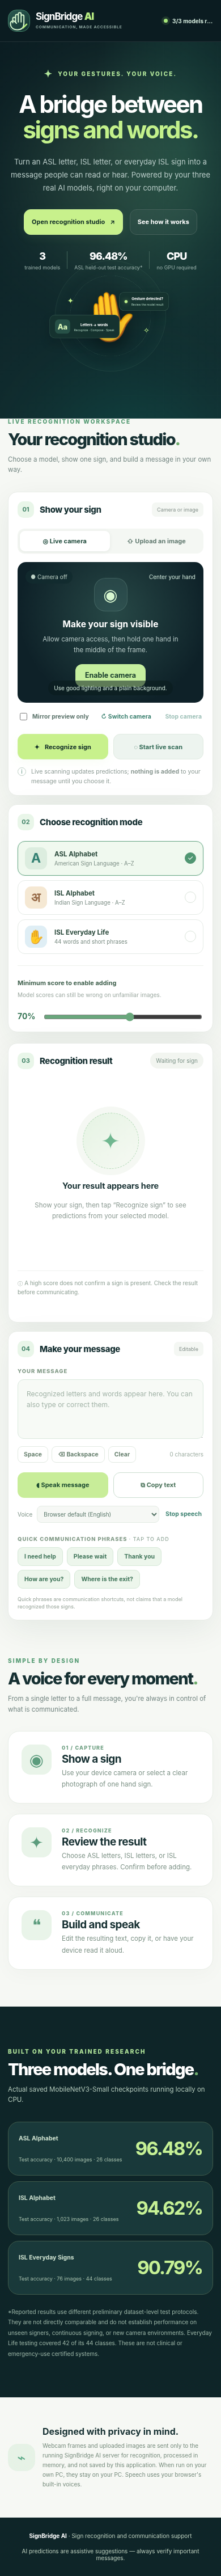 SignBridge AI
COMMUNICATION, MADE ACCESSIBLE
3/3 models r...
YOUR GESTURES. YOUR VOICE.
A bridge between
signs and words.
Turn an ASL letter, ISL letter, or everyday ISL sign into a
message people can read or hear. Powered by your three
real AI models, right on your computer.
Open recognition studio ↗
See how it works
3
trained models
96.48%
ASL held-out test accuracy*
CPU
no GPU required
Gesture detected?
Review the model result
Aa
Letters → words
LIVE RECOGNITION WORKSPACE
Your recognition studio.
Choose a model, show one sign, and build a message in your own
way.
01
Show your sign
Camera or image
Live camera
Upload an image
Camera off
Center your hand
Make your sign visible
Allow camera access, then hold one hand in
the middle of the frame.
Enable camera
Use good lighting and a plain background.
Mirror preview only
Switch camera
Stop camera
Recognize sign
Start live scan
Live scanning updates predictions; nothing is added to your
message until you choose it.
02
Choose recognition mode
A
ASL Alphabet
American Sign Language · A–Z
अ
ISL Alphabet
Indian Sign Language · A–Z
ISL Everyday Life
44 words and short phrases
Minimum score to enable adding
Model scores can still be wrong on unfamiliar images.
70%
03
Recognition result
Waiting for sign
Your result appears here
Show your sign, then tap "Recognize sign" to see
predictions from your selected model.
A high score does not confirm a sign is present. Check the result
before communicating.
04
Make your message
Editable
YOUR MESSAGE
Recognized letters and words appear here. You can
also type or correct them.
Space
Backspace
Clear
0 characters
Speak message
Copy text
Voice
Browser default (English)
Stop speech
QUICK COMMUNICATION PHRASES · TAP TO ADD
I need help
Please wait
Thank you
How are you?
Where is the exit?
Quick phrases are communication shortcuts, not claims that a model
recognized those signs.
SIMPLE BY DESIGN
A voice for every moment.
From a single letter to a full message, you're always in control of
what is communicated.
01 / CAPTURE
Show a sign
Use your device camera or select a clear
photograph of one hand sign.
02 / RECOGNIZE
Review the result
Choose ASL letters, ISL letters, or ISL
everyday phrases. Confirm before adding.
03 / COMMUNICATE
Build and speak
Edit the resulting text, copy it, or have your
device read it aloud.
BUILT ON YOUR TRAINED RESEARCH
Three models. One bridge.
Actual saved MobileNetV3-Small checkpoints running locally on
CPU.
ASL Alphabet
96.48%
Test accuracy · 10,400 images · 26 classes
ISL Alphabet
94.62%
Test accuracy · 1,023 images · 26 classes
ISL Everyday Signs
90.79%
Test accuracy · 76 images · 44 classes
*Reported results use different preliminary dataset-level test protocols.
They are not directly comparable and do not establish performance on
unseen signers, continuous signing, or new camera environments. Everyday
Life testing covered 42 of its 44 classes. These are not clinical or
emergency-use certified systems.
Designed with privacy in mind.
Webcam frames and uploaded images are sent only to the
running SignBridge AI server for recognition, processed in
memory, and not saved by this application. When run on your
own PC, they stay on your PC. Speech uses your browser's
built-in voices.
SignBridge AI · Sign recognition and communication support
AI predictions are assistive suggestions — always verify important
messages.